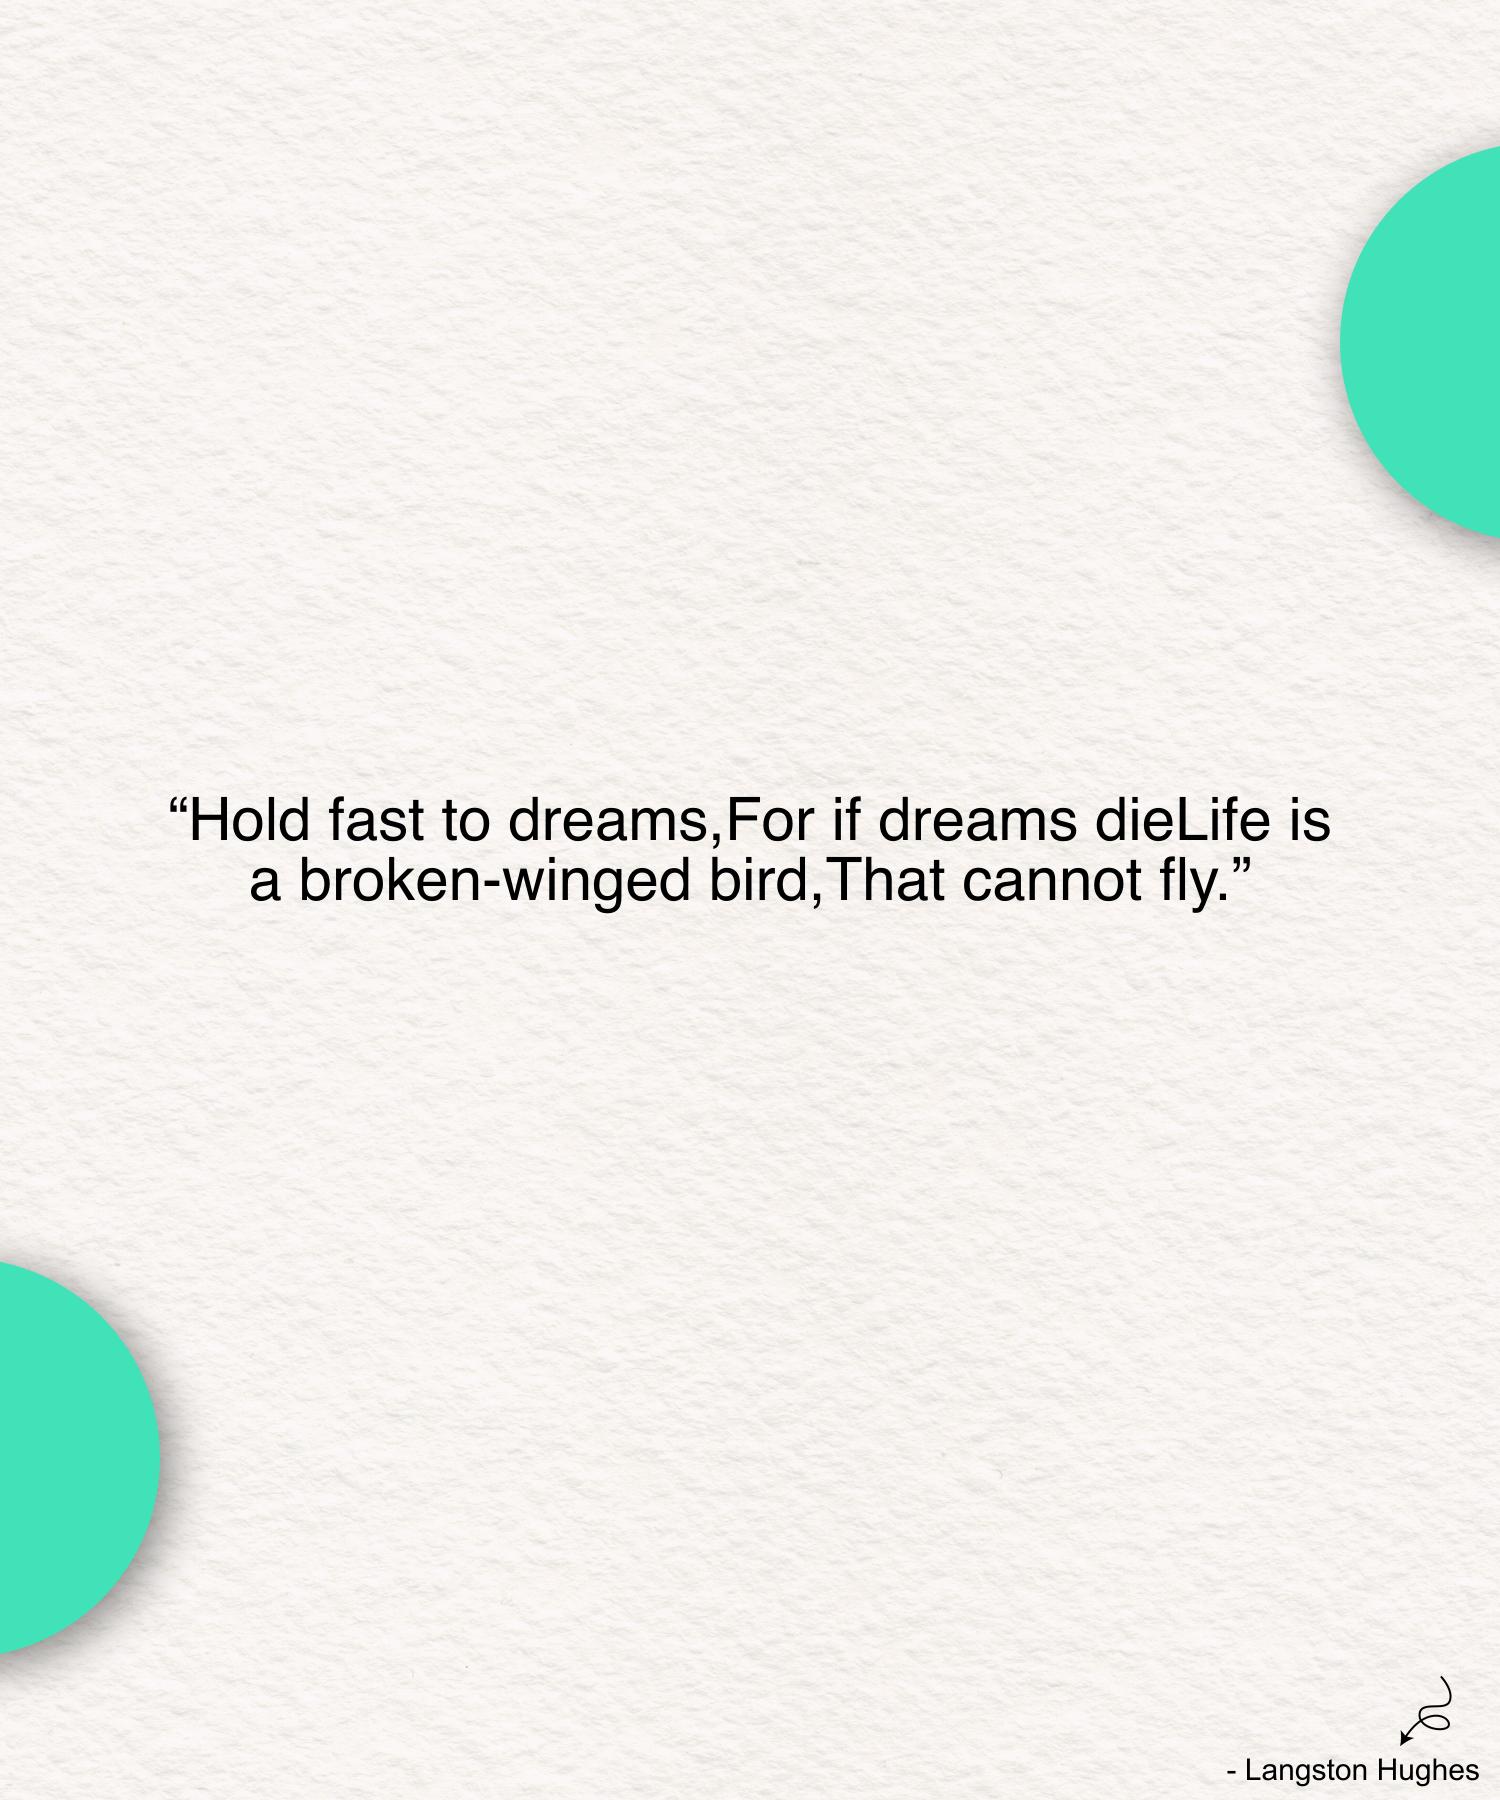 “Hold fast to dreams,For if dreams dieLife is
a broken-winged bird,That cannot fly.”
- Langston Hughes